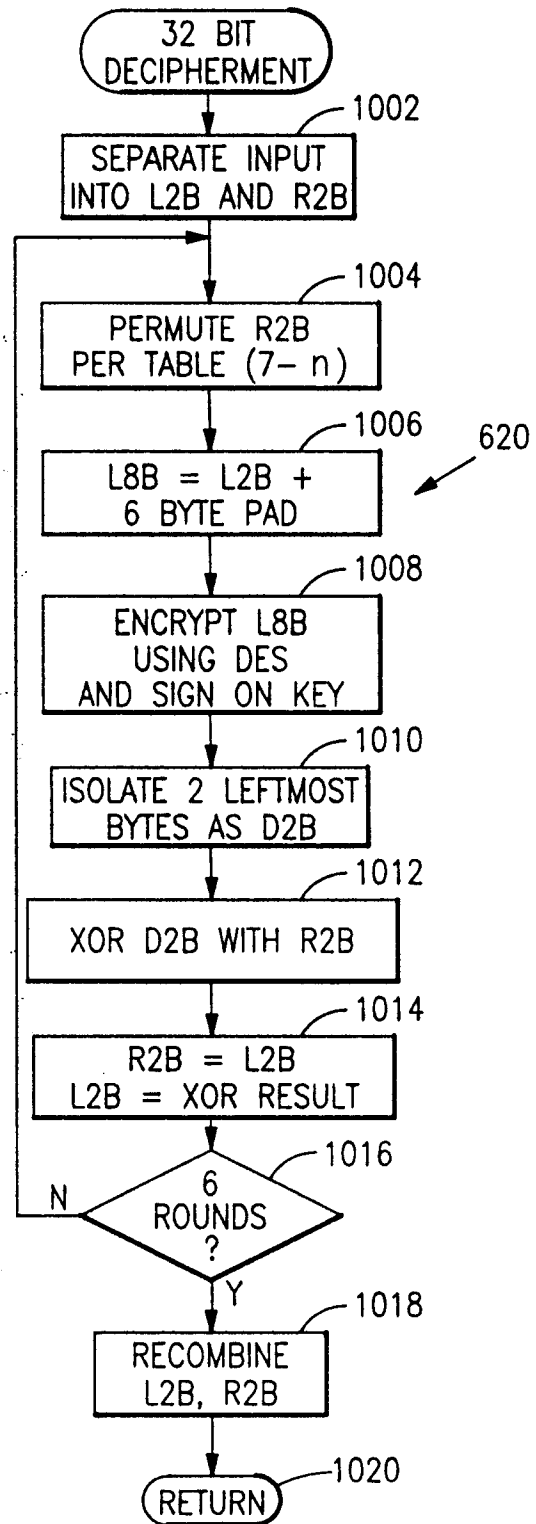 32 BIT
DECIPHERMENT
1002
SEPARATE INPUT
INTO L2B AND R2B
1004
PERMUTE R2B
PER TABLE (7- n)
1006
L8B = L2B +
6 BYTE PAD
620
1008
ENCRYPT L8B
USING DES
AND SIGN ON KEY
1010
ISOLATE 2 LEFTMOST
BYTES AS D2B
1012
XOR D2B WITH R2B
1014
R2B = L2B
L2B = XOR RESULT
1016
6
ROUNDS
?
N
Y
1018
RECOMBINE
L2B, R2B
1020
RETURN